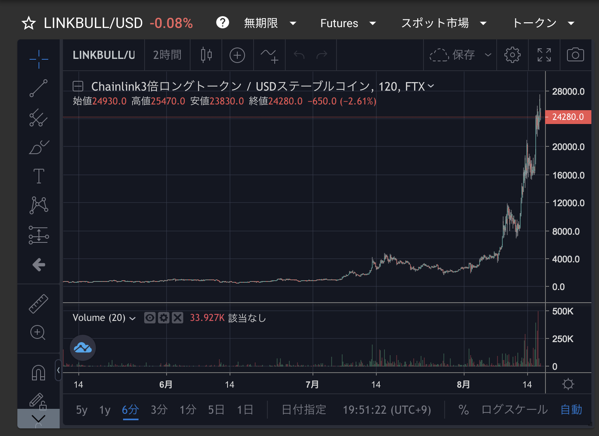 LINKBULL/USD -0.08% ? 無期限 Futures スポット市場 トークン
LINKBULL/U 2時間 保存
Chainlink3倍ロングトークン / USDステーブルコイン, 120, FTX
始値24930.0 高値25470.0 安値23830.0 終値24280.0 -650.0 (-2.61%)
28000.0
24280.0
20000.0
16000.0
12000.0
8000.0
4000.0
0.0
Volume (20) 33.927K 該当なし
500K
250K
0
14 6月 14 7月 14 8月 14
5y 1y 6分 3分 1分 5日 1日 日付指定 19:51:22 (UTC+9) % ログスケール 自動